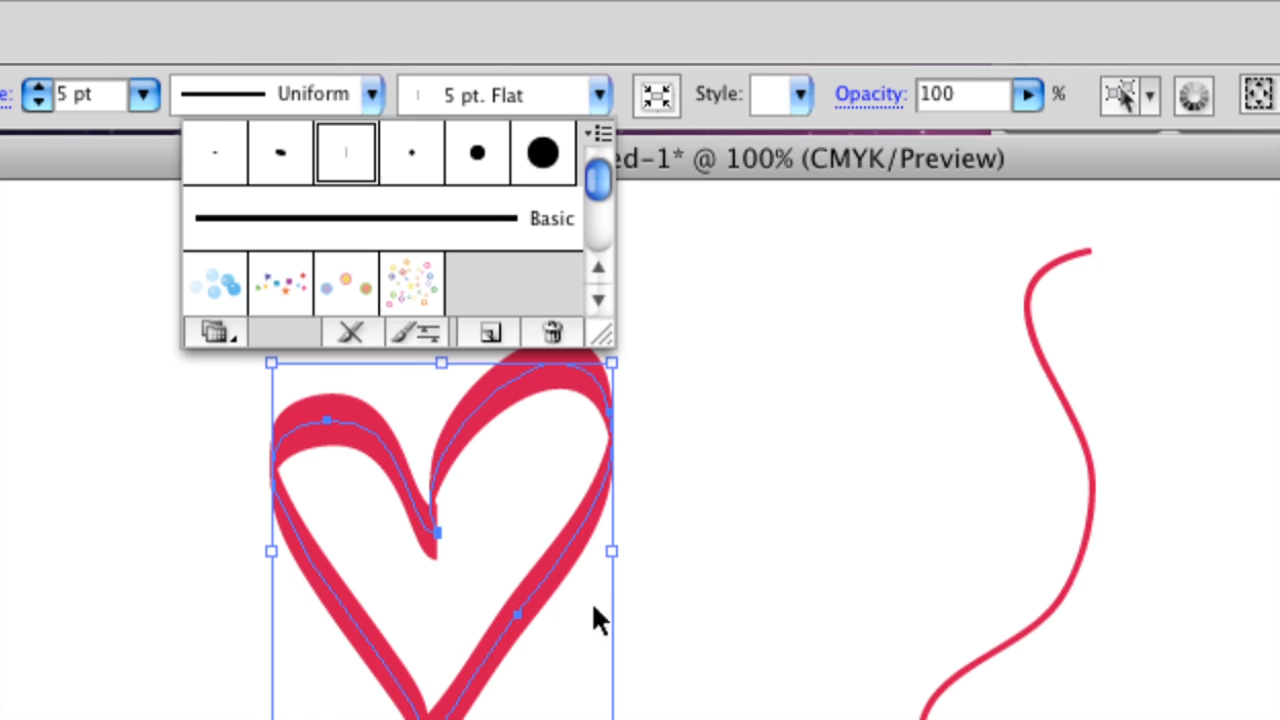 e: 5 pt Uniform 5 pt. Flat Style: Opacity: 100 %
ed-1* @ 100% (CMYK/Preview)
Basic